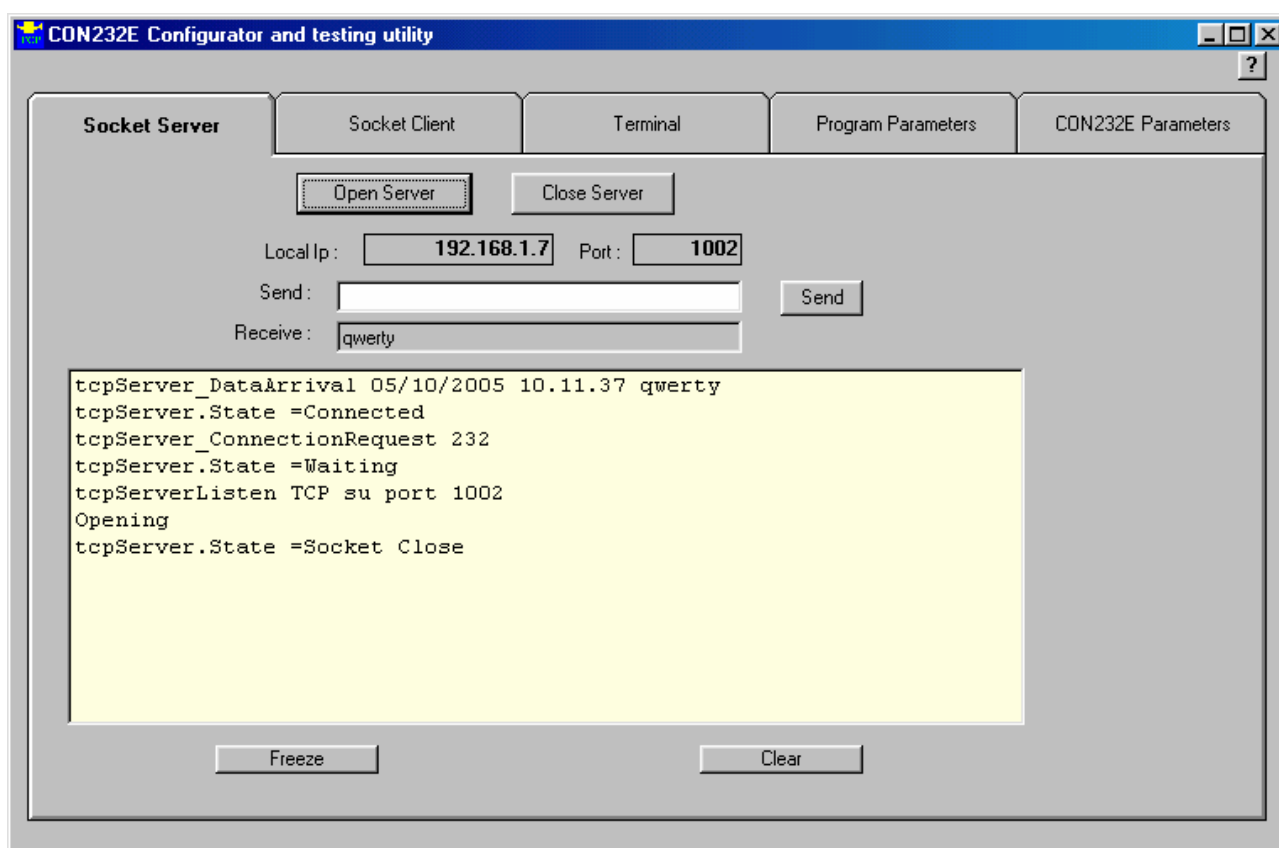 TCP
CON232E Configurator and testing utility
?
Socket Server Socket Client Terminal Program Parameters CON232E Parameters
Open Server Close Server
Local Ip : 192.168.1.7 Port : 1002
Send : Send
Receive : qwerty
tcpServer_DataArrival 05/10/2005 10.11.37 qwerty
tcpServer.State =Connected
tcpServer_ConnectionRequest 232
tcpServer.State =Waiting
tcpServerListen TCP su port 1002
Opening
tcpServer.State =Socket Close
Freeze Clear